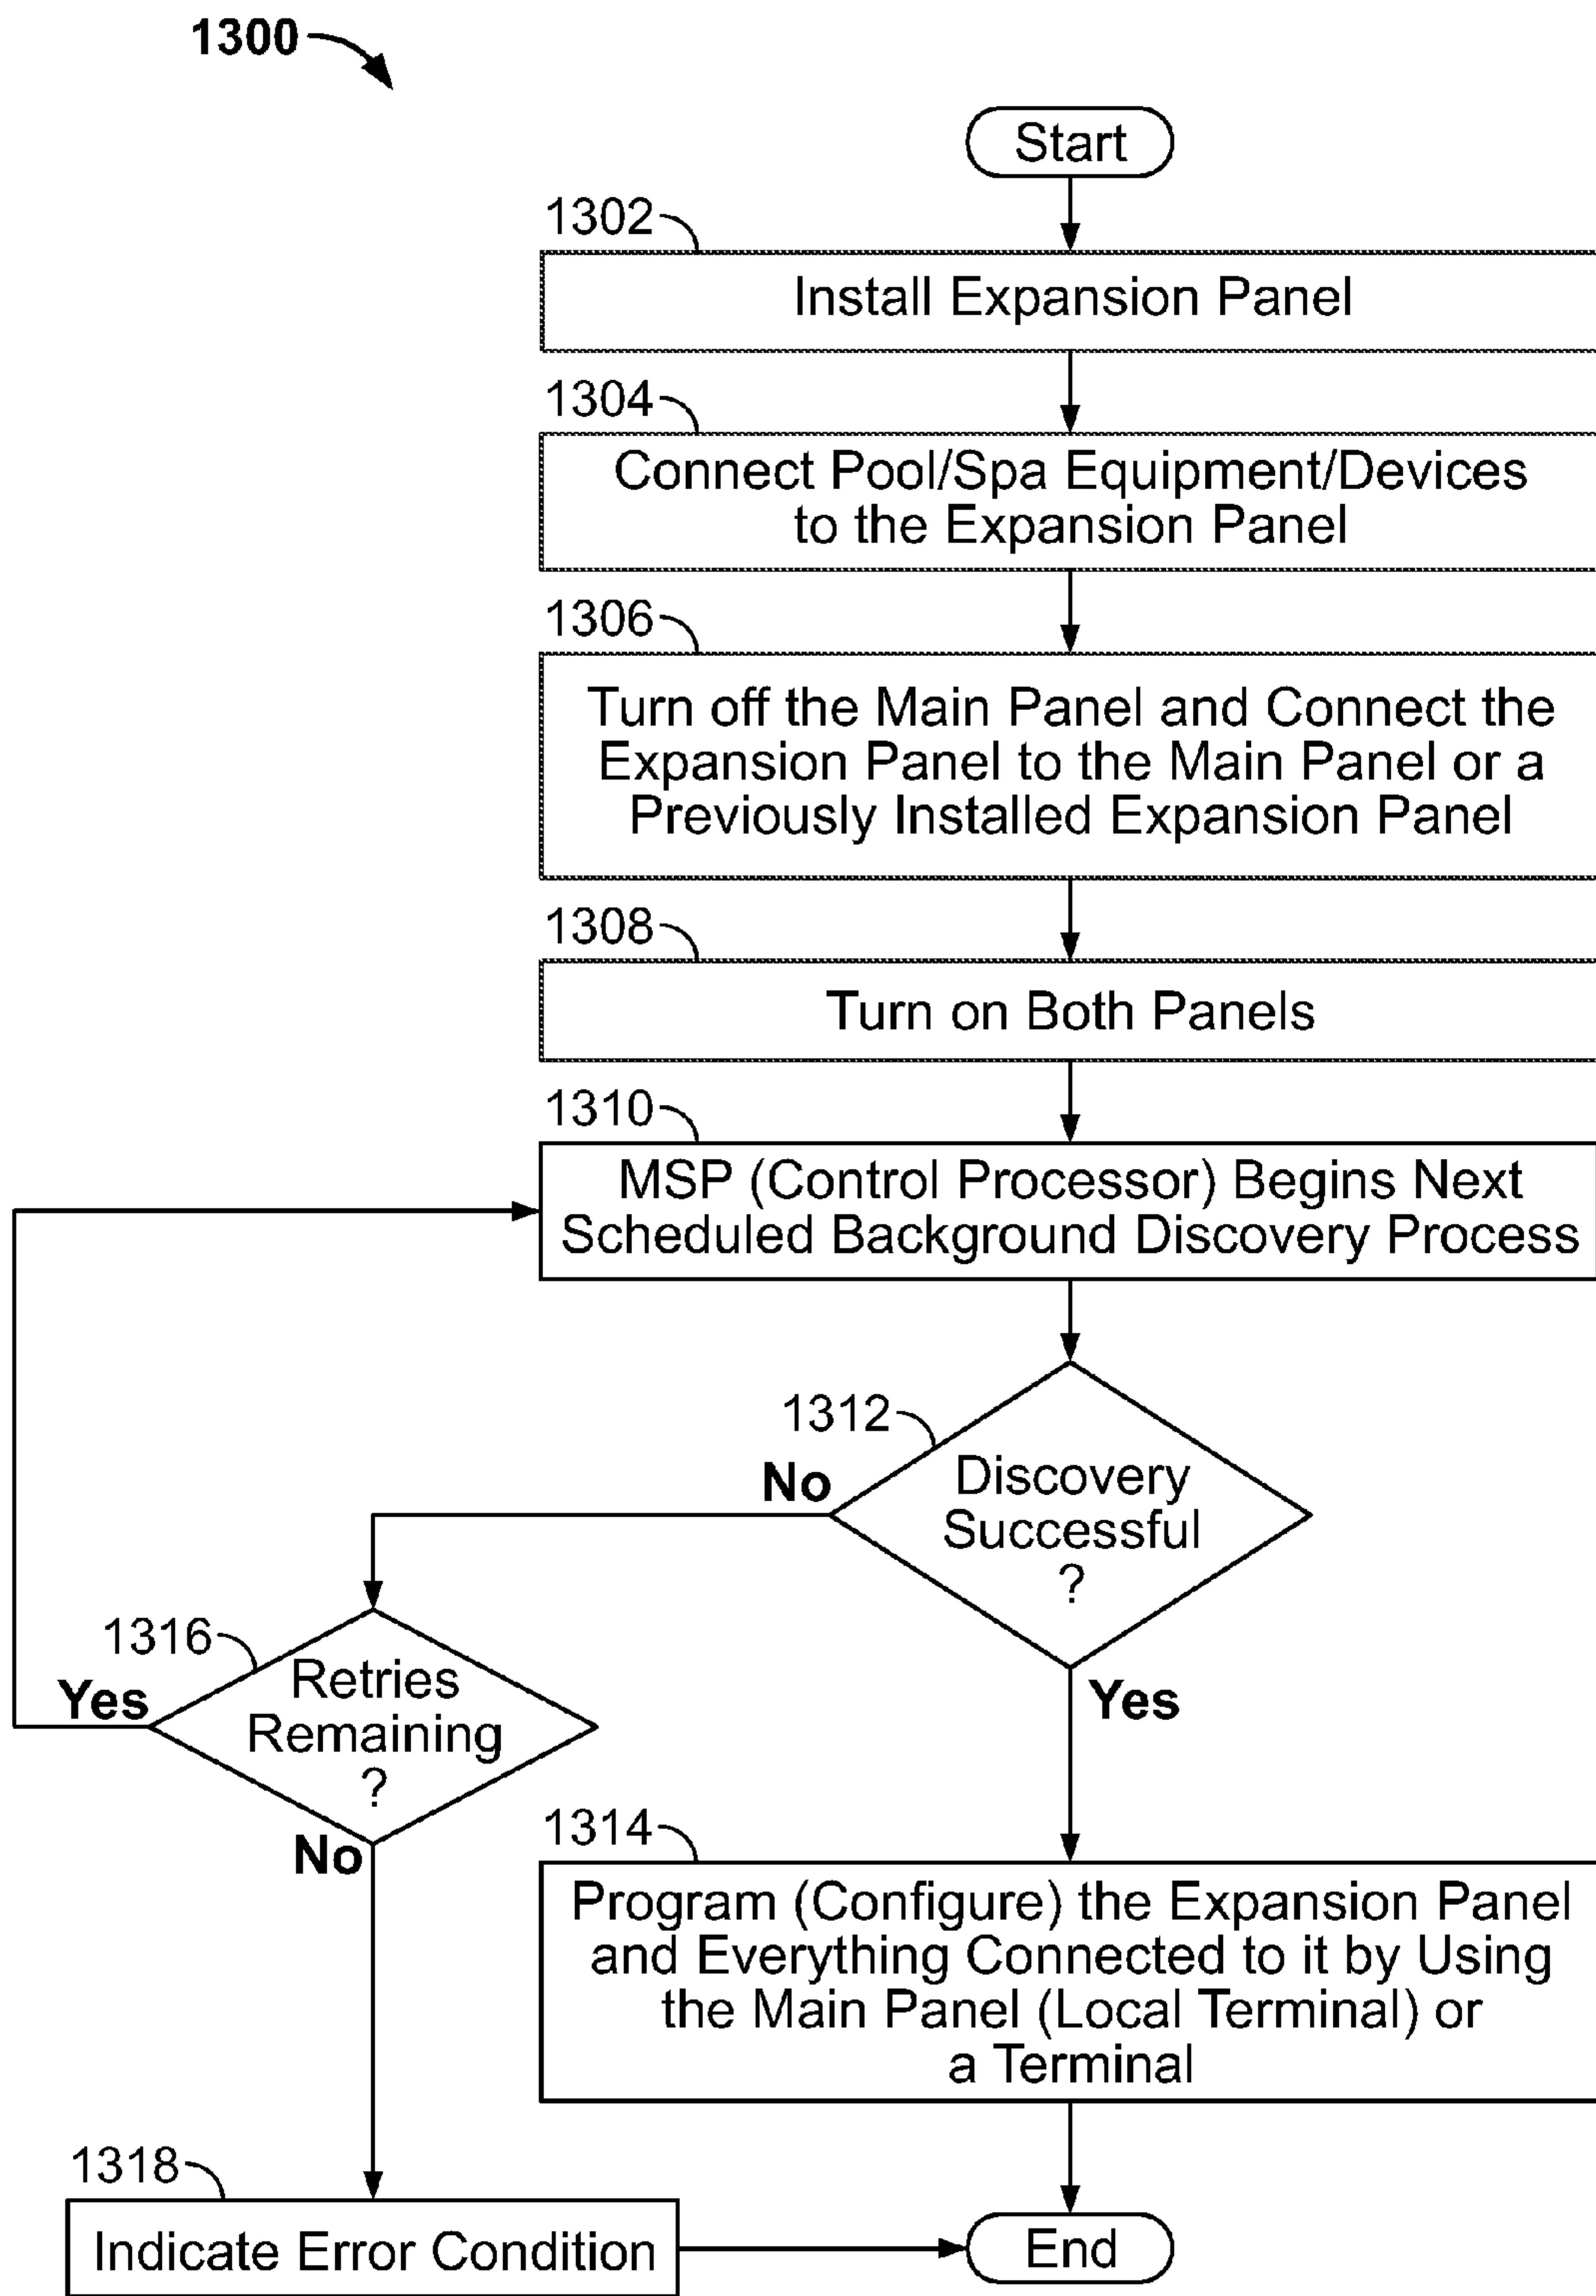 1300
Start
1302
Install Expansion Panel
1304
Connect Pool/Spa Equipment/Devices
to the Expansion Panel
1306
Turn off the Main Panel and Connect the
Expansion Panel to the Main Panel or a
Previously Installed Expansion Panel
1308
Turn on Both Panels
1310
MSP (Control Processor) Begins Next
Scheduled Background Discovery Process
1312
No
Discovery
Successful
?
Yes
1316
Yes
Retries
Remaining
?
No
1314
Program (Configure) the Expansion Panel
and Everything Connected to it by Using
the Main Panel (Local Terminal) or
a Terminal
1318
Indicate Error Condition
End